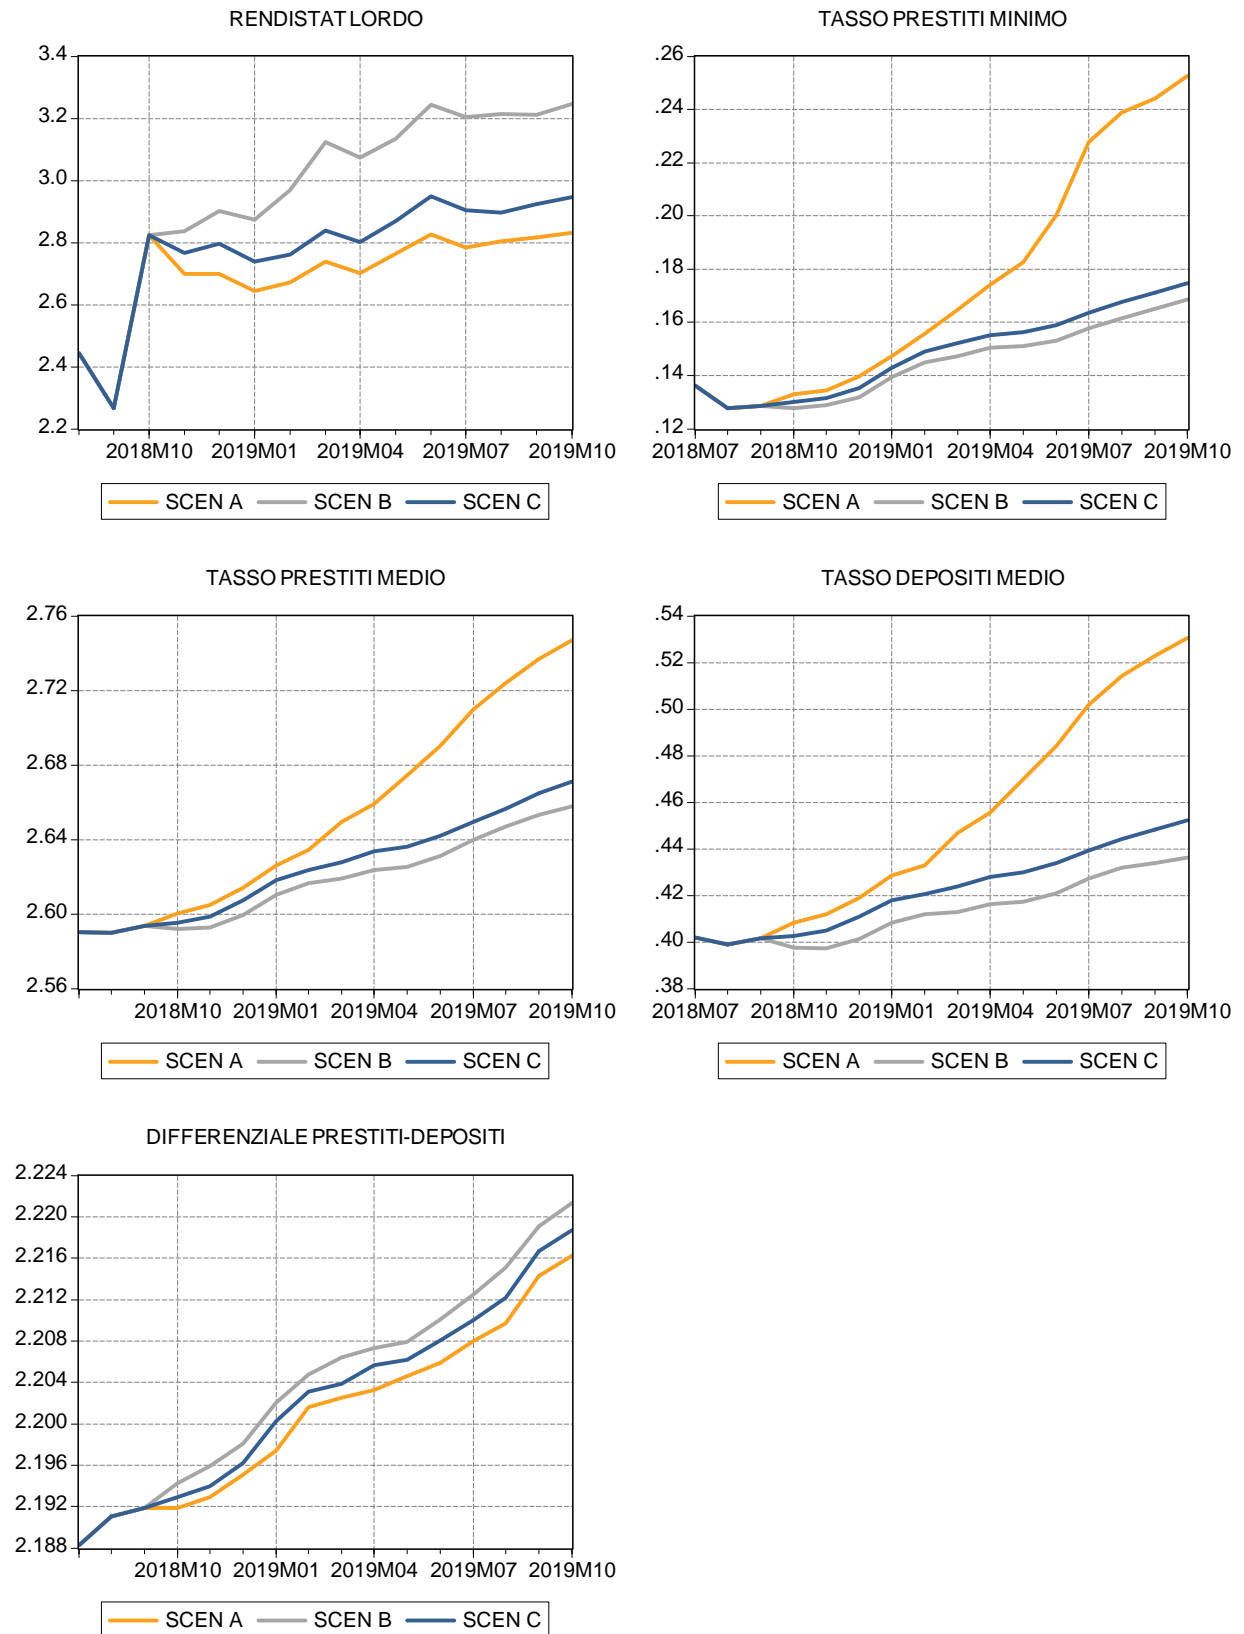 RENDISTAT LORDO
3.4
3.2
3.0
2.8
2.6
2.4
2.2
2018M10 2019M01 2019M04 2019M07 2019M10
SCEN A SCEN B SCEN C
TASSO PRESTITI MINIMO
.26
.24
.22
.20
.18
.16
.14
.12
2018M07 2018M10 2019M01 2019M04 2019M07 2019M10
SCEN A SCEN B SCEN C
TASSO PRESTITI MEDIO
2.76
2.72
2.68
2.64
2.60
2.56
2018M10 2019M01 2019M04 2019M07 2019M10
SCEN A SCEN B SCEN C
TASSO DEPOSITI MEDIO
.54
.52
.50
.48
.46
.44
.42
.40
.38
2018M07 2018M10 2019M01 2019M04 2019M07 2019M10
SCEN A SCEN B SCEN C
DIFFERENZIALE PRESTITI-DEPOSITI
2.224
2.220
2.216
2.212
2.208
2.204
2.200
2.196
2.192
2.188
2018M10 2019M01 2019M04 2019M07 2019M10
SCEN A SCEN B SCEN C